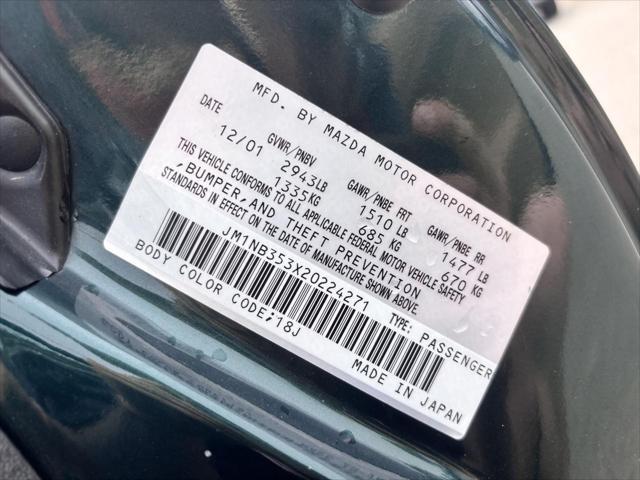 MFD. BY MAZDA MOTOR CORPORATION
DATE GVWR/PNBV GAWR/PNBE FRT GAWR/PNBE RR
12/01 2943LB 1510 LB 1477 LB
1335KG 685 KG 670 KG
THIS VEHICLE CONFORMS TO ALL APPLICABLE FEDERAL MOTOR VEHICLE SAFETY
,BUMPER,AND THEFT PREVENTION
STANDARDS IN EFFECT ON THE DATE OF MANUFACTURE SHOWN ABOVE.
JM1NB353X20224271 TYPE: PASSENGER
BODY COLOR CODE;18J MADE IN JAPAN